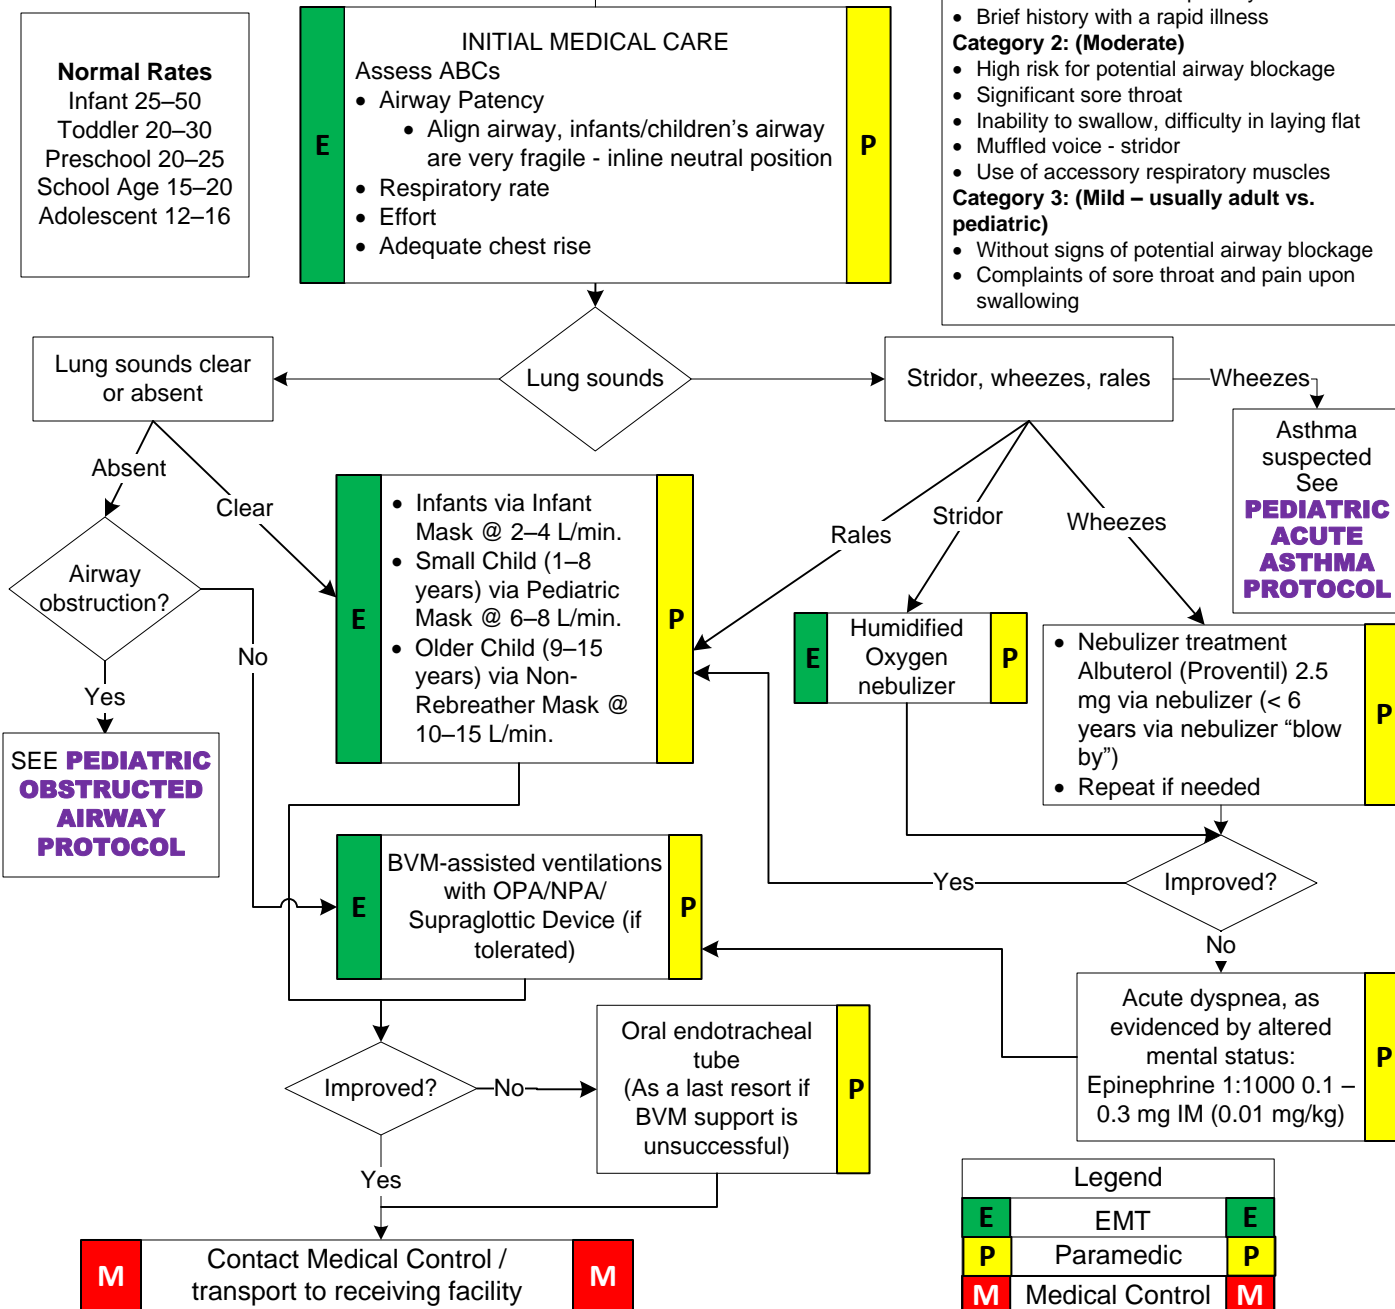 Normal Rates
Infant 25–50
Toddler 20–30
Preschool 20–25
School Age 15–20
Adolescent 12–16
E
INITIAL MEDICAL CARE
Assess ABCs
• Airway Patency
• Align airway, infants/children's airway
are very fragile - inline neutral position
• Respiratory rate
• Effort
• Adequate chest rise
P
• Brief history with a rapid illness
Category 2: (Moderate)
• High risk for potential airway blockage
• Significant sore throat
• Inability to swallow, difficulty in laying flat
• Muffled voice - stridor
• Use of accessory respiratory muscles
Category 3: (Mild – usually adult vs.
pediatric)
• Without signs of potential airway blockage
• Complaints of sore throat and pain upon
swallowing
Lung sounds clear
or absent
Lung sounds
Stridor, wheezes, rales
Wheezes
Asthma
suspected
See
PEDIATRIC
ACUTE
ASTHMA
PROTOCOL
Absent
Clear
Rales
Stridor
Wheezes
Airway
obstruction?
No
Yes
SEE PEDIATRIC
OBSTRUCTED
AIRWAY
PROTOCOL
E
• Infants via Infant
Mask @ 2–4 L/min.
• Small Child (1–8
years) via Pediatric
Mask @ 6–8 L/min.
• Older Child (9–15
years) via Non-
Rebreather Mask @
10–15 L/min.
P
E
Humidified
Oxygen
nebulizer
P
• Nebulizer treatment
Albuterol (Proventil) 2.5
mg via nebulizer (< 6
years via nebulizer “blow
by”)
• Repeat if needed
P
E
BVM-assisted ventilations
with OPA/NPA/
Supraglottic Device (if
tolerated)
P
Yes
Improved?
No
Acute dyspnea, as
evidenced by altered
mental status:
Epinephrine 1:1000 0.1 –
0.3 mg IM (0.01 mg/kg)
P
Improved?
No
Oral endotracheal
tube
(As a last resort if
BVM support is
unsuccessful)
P
Yes
M
Contact Medical Control /
transport to receiving facility
M
Legend
E EMT E
P Paramedic P
M Medical Control M